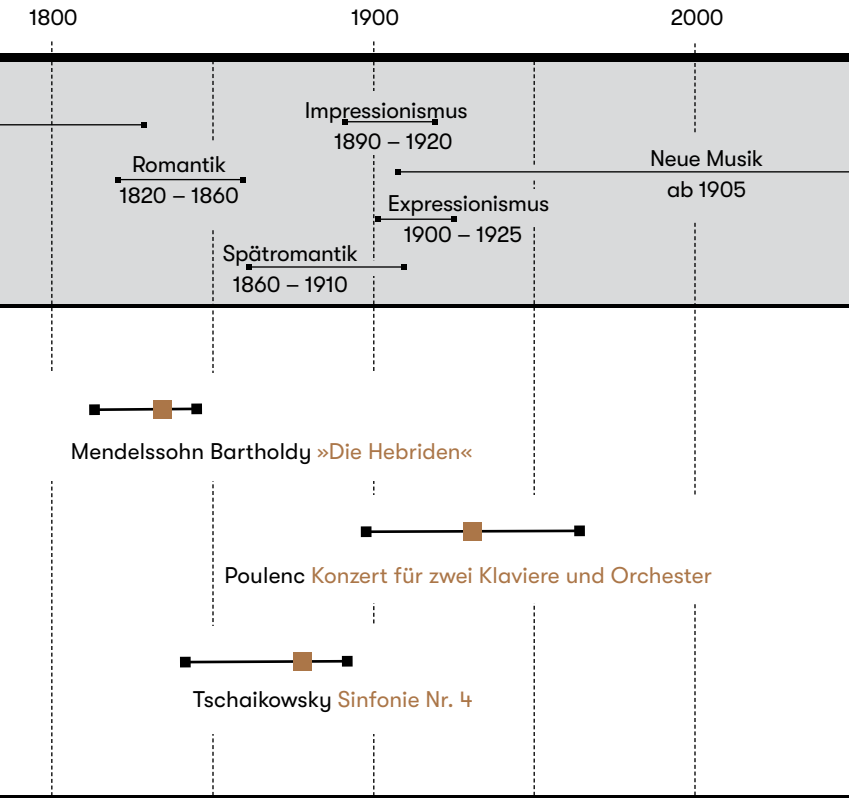 1800 1900 2000
Impressionismus
1890 – 1920
Neue Musik
ab 1905
Romantik
1820 – 1860
Expressionismus
1900 – 1925
Spätromantik
1860 – 1910
Mendelssohn Bartholdy »Die Hebriden«
Poulenc Konzert für zwei Klaviere und Orchester
Tschaikowsky Sinfonie Nr. 4